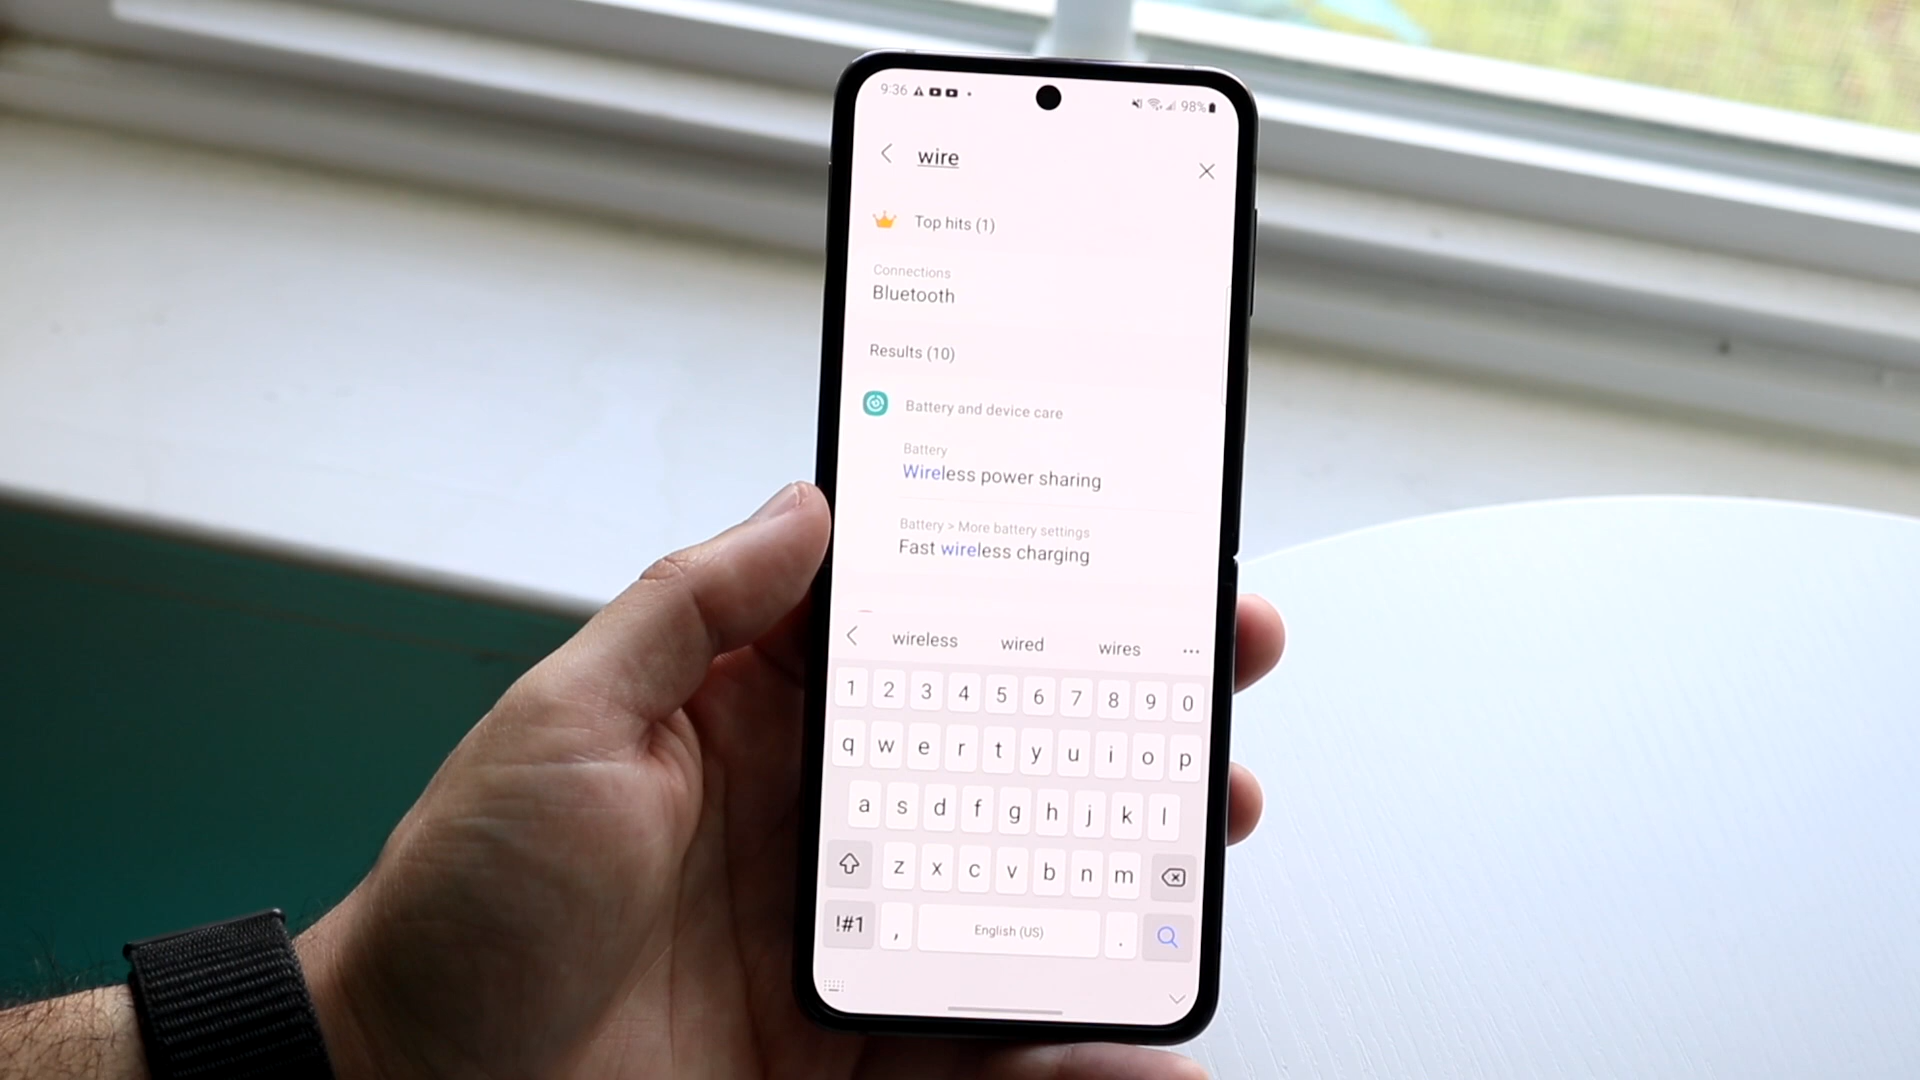 9:36
98%
wire
Top hits (1)
Connections
Bluetooth
Results (10)
Battery and device care
Battery
Wireless power sharing
Battery > More battery settings
Fast wireless charging
wireless wired wires ...
1 2 3 4 5 6 7 8 9 0
q w e r t y u i o p
a s d f g h j k l
z x c v b n m
!#1 , English (US) .